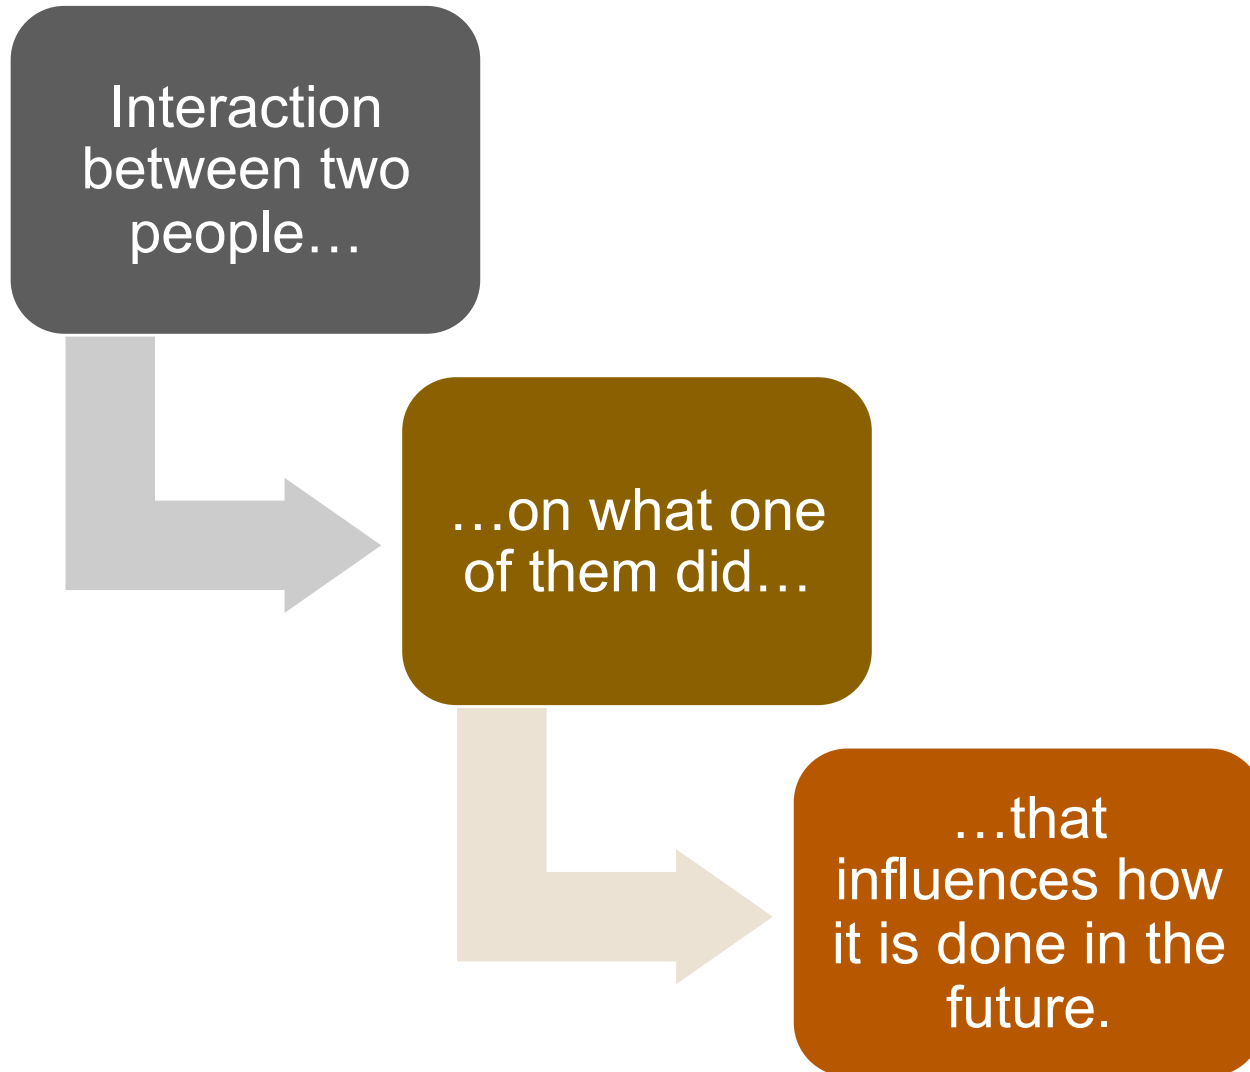 Interaction
between two
people…
…on what one
of them did…
…that
influences how
it is done in the
future.